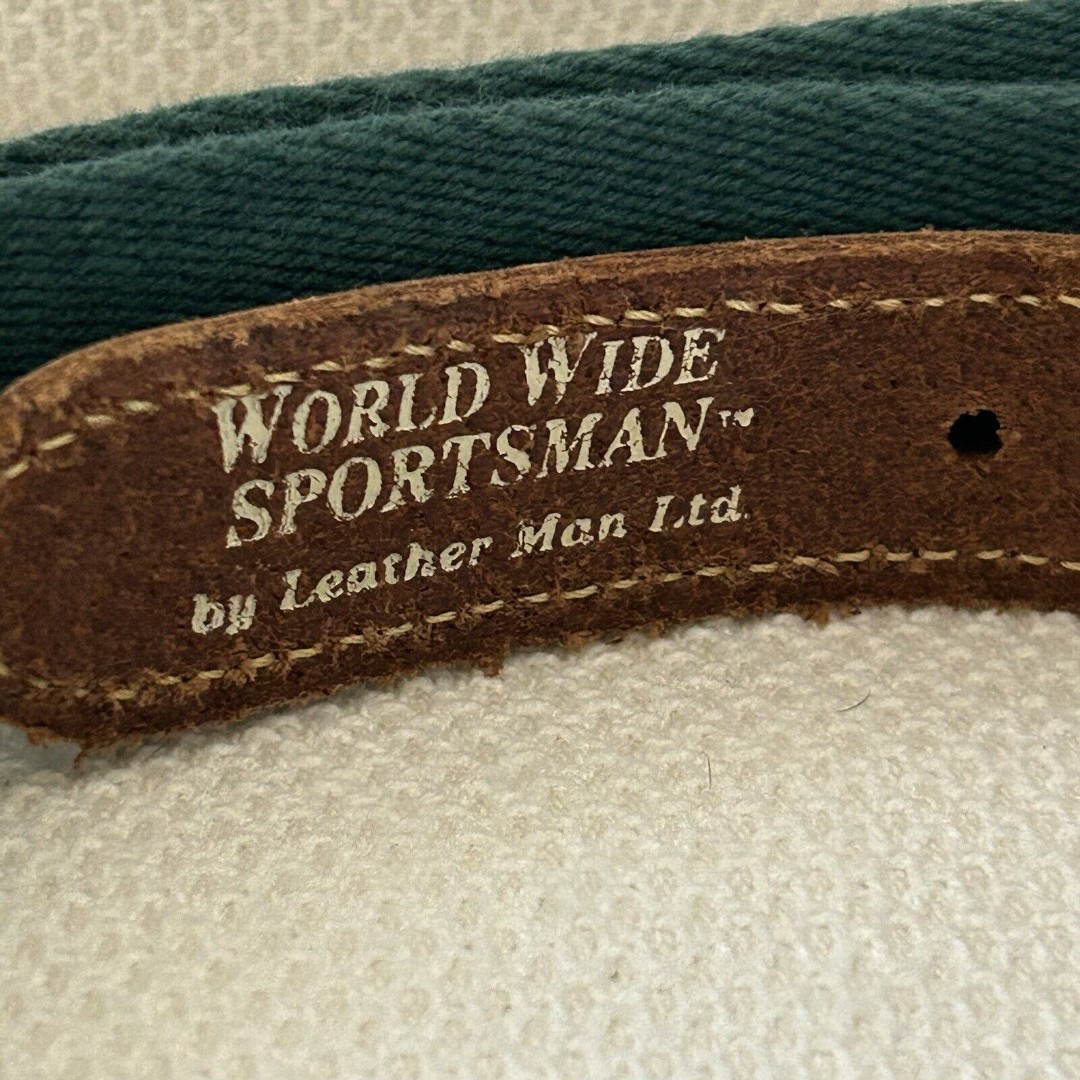 WORLD WIDE
SPORTSMAN™
by Leather Man Ltd.